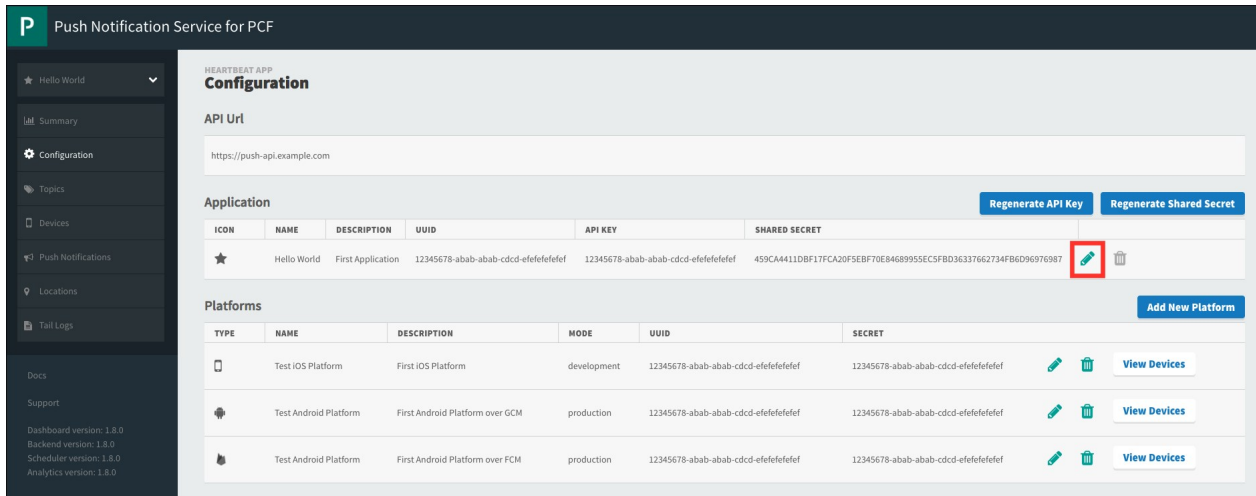 P Push Notification Service for PCF
Hello World
Summary
Configuration
Topics
Devices
Push Notifications
Locations
Tail Logs
Docs
Support
Dashboard version: 1.8.0
Backend version: 1.8.0
Scheduler version: 1.8.0
Analytics version: 1.8.0
HEARTBEAT APP
Configuration
API Url
https://push-api.example.com
Application Regenerate API Key Regenerate Shared Secret
ICON NAME DESCRIPTION UUID API KEY SHARED SECRET
Hello World First Application 12345678-abab-abab-cdcd-efefefefefef 12345678-abab-abab-cdcd-efefefefefef 459CA4411DBF17FCA20F5EBF70E84689955EC5FBD36337662734FB6D96976987
Platforms Add New Platform
TYPE NAME DESCRIPTION MODE UUID SECRET
Test iOS Platform First iOS Platform development 12345678-abab-abab-cdcd-efefefefefef 12345678-abab-abab-cdcd-efefefefefef View Devices
Test Android Platform First Android Platform over GCM production 12345678-abab-abab-cdcd-efefefefefef 12345678-abab-abab-cdcd-efefefefefef View Devices
Test Android Platform First Android Platform over FCM production 12345678-abab-abab-cdcd-efefefefefef 12345678-abab-abab-cdcd-efefefefefef View Devices